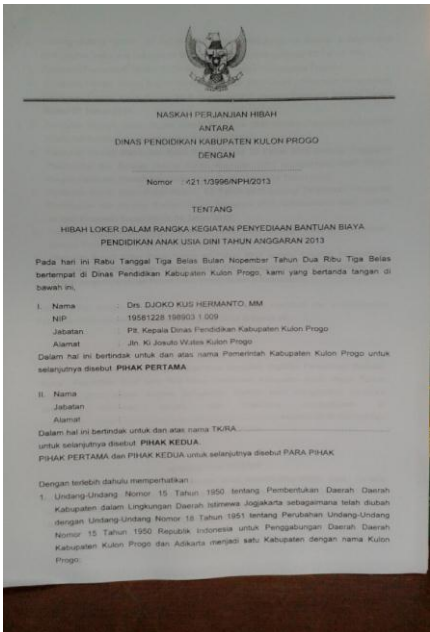 NASKAH PERJANJIAN HIBAH
ANTARA
DINAS PENDIDIKAN KABUPATEN KULON PROGO
DENGAN
Nomor : 421.1/3996/NPH/2013
TENTANG
HIBAH LOKER DALAM RANGKA KEGIATAN PENYEDIAAN BANTUAN BIAYA
PENDIDIKAN ANAK USIA DINI TAHUN ANGGARAN 2013
Pada hari ini Rabu Tanggal Tiga Belas Bulan Nopember Tahun Dua Ribu Tiga Belas
bertempat di Dinas Pendidikan Kabupaten Kulon Progo, kami yang bertanda tangan di
bawah ini,
I. Nama : Drs. DJOKO KUS HERMANTO, MM
NIP : 19581228 198903 1 009
Jabatan : Plt. Kepala Dinas Pendidikan Kabupaten Kulon Progo
Alamat : Jln. Ki Josuto Wates Kulon Progo
Dalam hal ini bertindak untuk dan atas nama Pemerintah Kabupaten Kulon Progo untuk
selanjutnya disebut PIHAK PERTAMA
II. Nama :
Jabatan :
Alamat :
Dalam hal ini bertindak untuk dan atas nama TK/RA
untuk selanjutnya disebut PIHAK KEDUA.
PIHAK PERTAMA dan PIHAK KEDUA untuk selanjutnya disebut PARA PIHAK
Dengan terlebih dahulu memperhatikan :
1. Undang-Undang Nomor 15 Tahun 1950 tentang Pembentukan Daerah Daerah
Kabupaten dalam Lingkungan Daerah Istimewa Jogjakarta sebagaimana telah diubah
dengan Undang-Undang Nomor 18 Tahun 1951 tentang Perubahan Undang-Undang
Nomor 15 Tahun 1950 Republik Indonesia untuk Penggabungan Daerah Daerah
Kabupaten Kulon Progo dan Adikarta menjadi satu Kabupaten dengan nama Kulon
Progo;